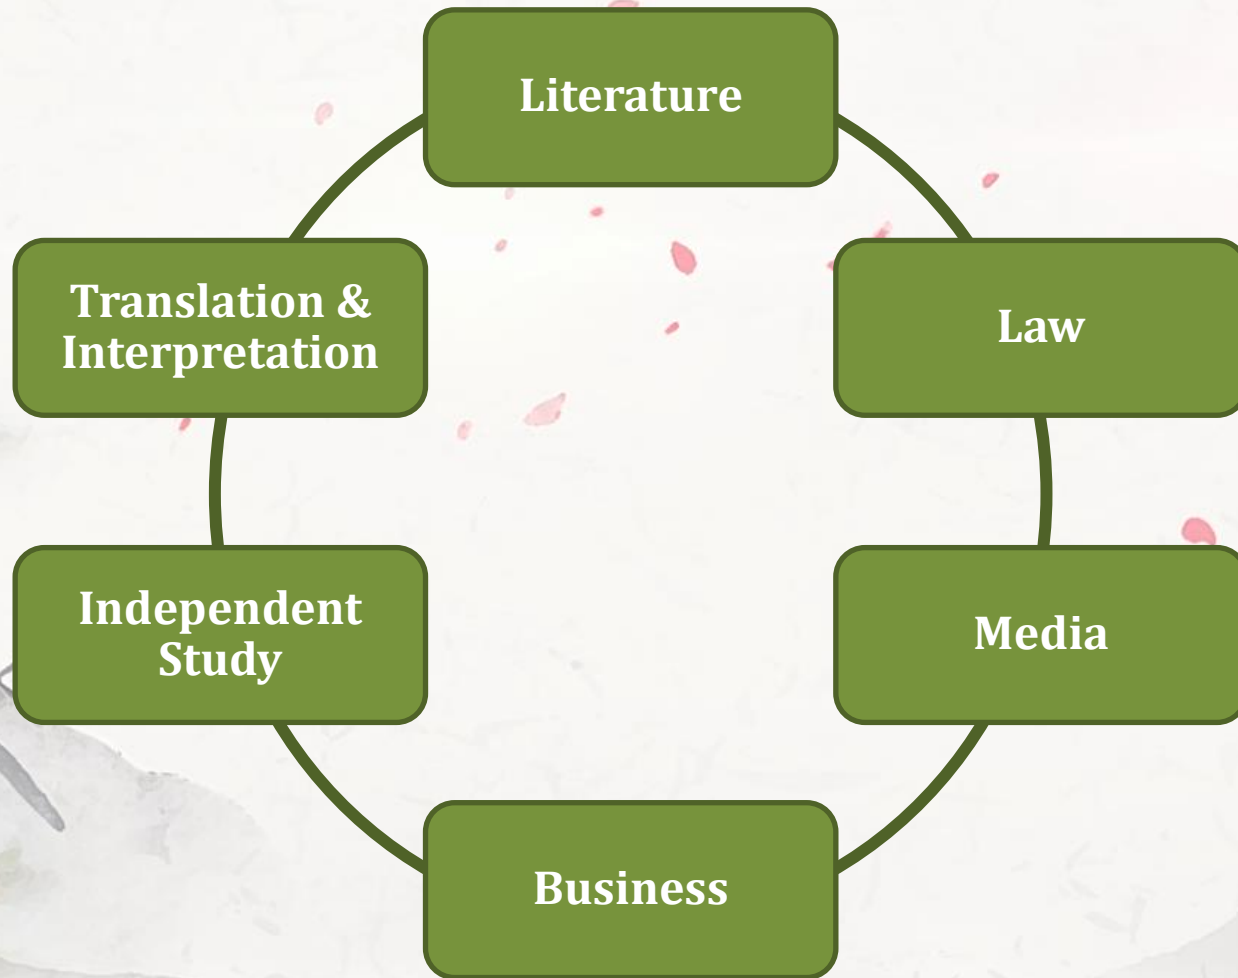 Literature
Translation &
Interpretation
Law
Independent
Study
Media
Business